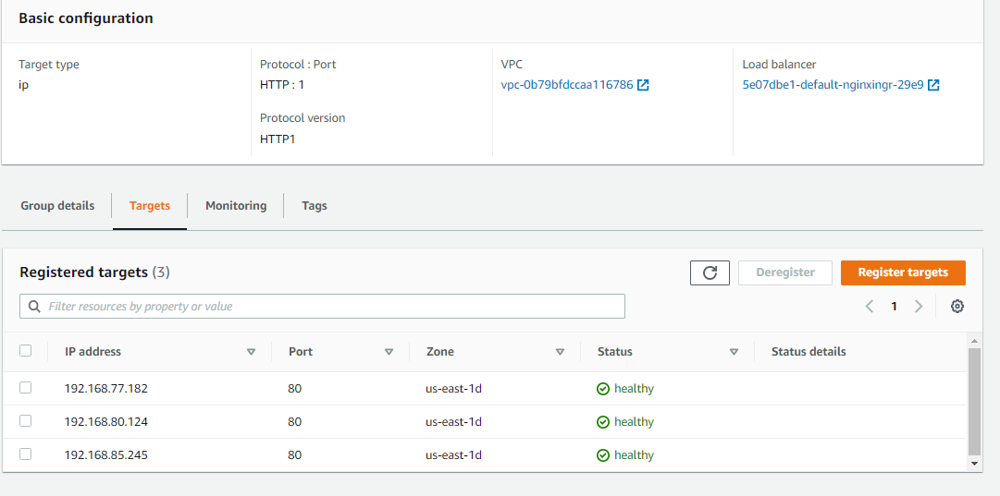 Basic configuration
Target type
ip
Protocol : Port
HTTP : 1
Protocol version
HTTP1
VPC
vpc-0b79bfdccaa116786
Load balancer
5e07dbe1-default-nginxingr-29e9
Group details Targets Monitoring Tags
Registered targets (3) Deregister Register targets
Filter resources by property or value 1
IP address Port Zone Status Status details
192.168.77.182 80 us-east-1d healthy
192.168.80.124 80 us-east-1d healthy
192.168.85.245 80 us-east-1d healthy